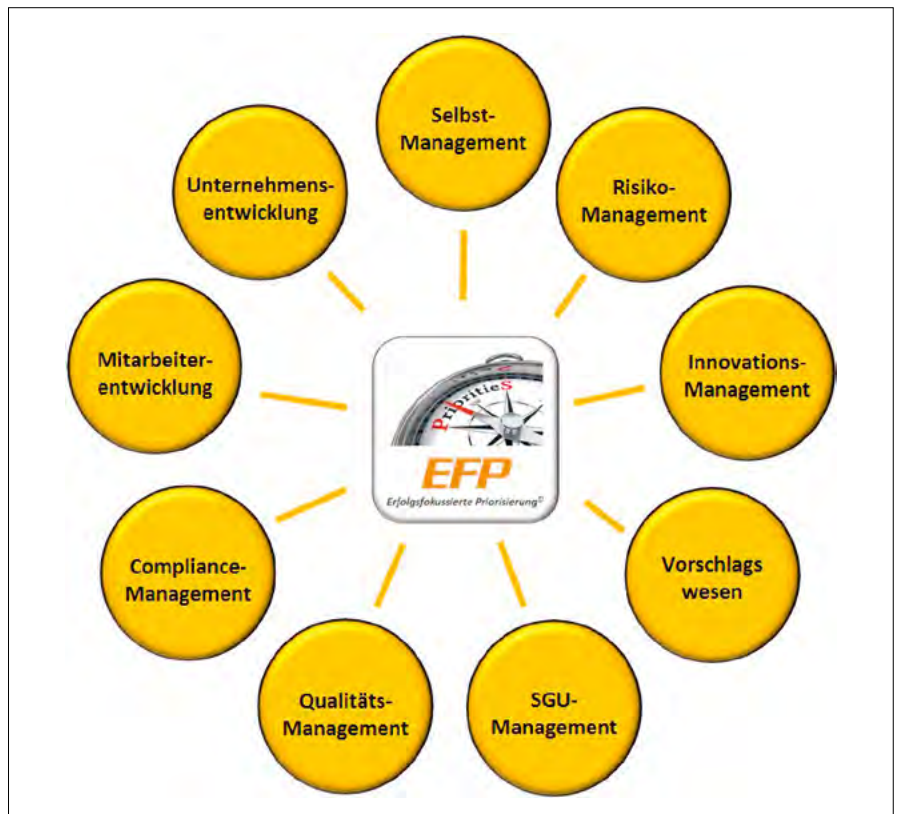 Selbst-
Management
Risiko-
Management
Innovations-
Management
Vorschlags
wesen
SGU-
Management
Qualitäts-
Management
Compliance-
Management
Mitarbeiter-
entwicklung
Unternehmens-
entwicklung
PrioritieS
EFP
Erfolgsfokussierte Priorisierung©